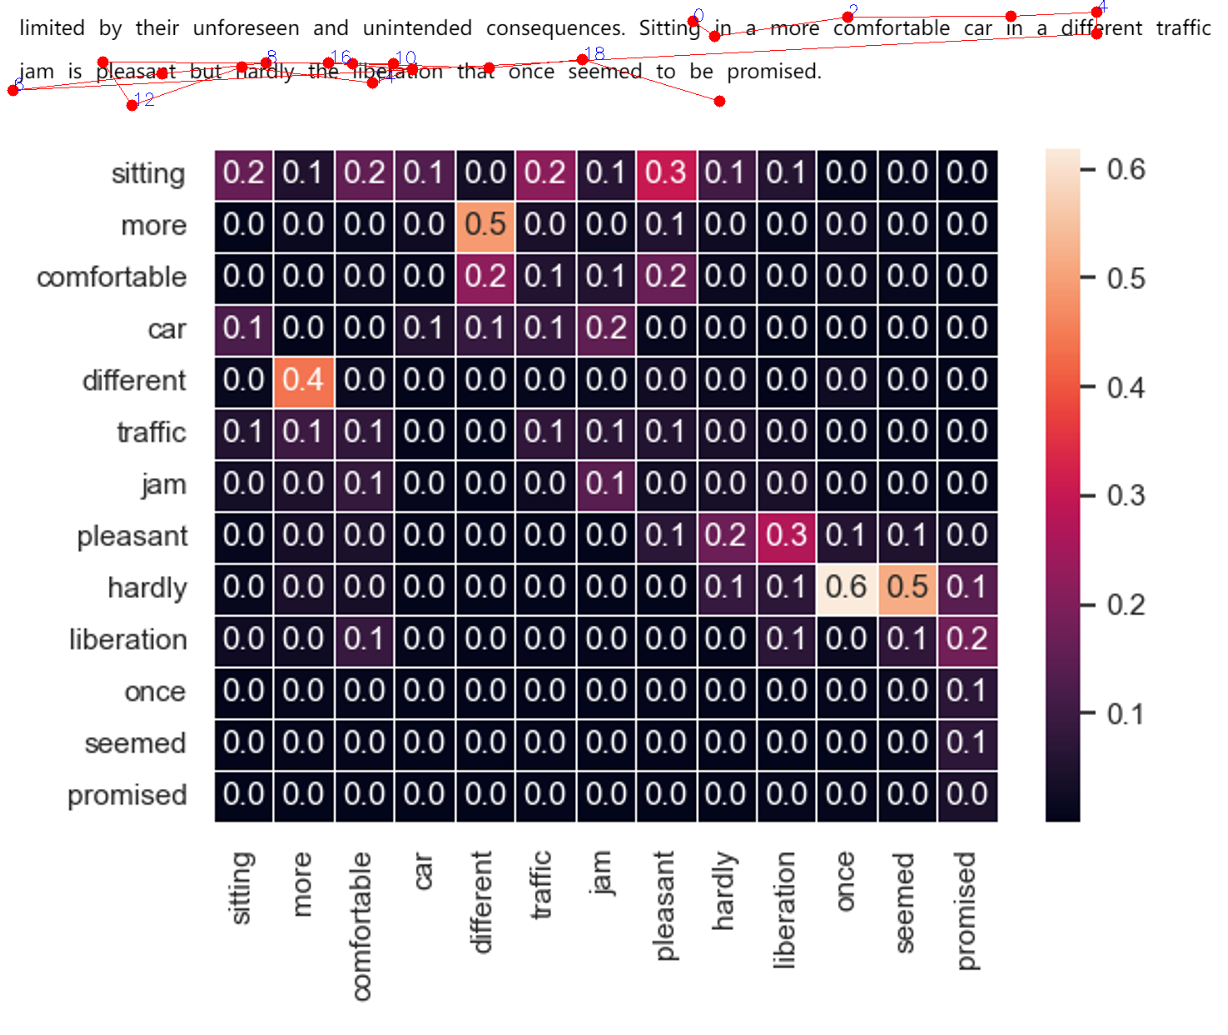 limited by their unforeseen and unintended consequences. Sitting in a more comfortable car in a different traffic
jam is pleasant but hardly the liberation that once seemed to be promised.
0 2 4
6 8 16 10 18
12 14
sitting 0.2 0.1 0.2 0.1 0.0 0.2 0.1 0.3 0.1 0.1 0.0 0.0 0.0
more 0.0 0.0 0.0 0.0 0.5 0.0 0.0 0.1 0.0 0.0 0.0 0.0 0.0
comfortable 0.0 0.0 0.0 0.0 0.2 0.1 0.1 0.2 0.0 0.0 0.0 0.0 0.0
car 0.1 0.0 0.0 0.1 0.1 0.1 0.2 0.0 0.0 0.0 0.0 0.0 0.0
different 0.0 0.4 0.0 0.0 0.0 0.0 0.0 0.0 0.0 0.0 0.0 0.0 0.0
traffic 0.1 0.1 0.1 0.0 0.0 0.1 0.1 0.1 0.0 0.0 0.0 0.0 0.0
jam 0.0 0.0 0.1 0.0 0.0 0.0 0.1 0.0 0.0 0.0 0.0 0.0 0.0
pleasant 0.0 0.0 0.0 0.0 0.0 0.0 0.0 0.1 0.2 0.3 0.1 0.1 0.0
hardly 0.0 0.0 0.0 0.0 0.0 0.0 0.0 0.0 0.1 0.1 0.6 0.5 0.1
liberation 0.0 0.0 0.1 0.0 0.0 0.0 0.0 0.0 0.0 0.1 0.0 0.1 0.2
once 0.0 0.0 0.0 0.0 0.0 0.0 0.0 0.0 0.0 0.0 0.0 0.0 0.1
seemed 0.0 0.0 0.0 0.0 0.0 0.0 0.0 0.0 0.0 0.0 0.0 0.0 0.1
promised 0.0 0.0 0.0 0.0 0.0 0.0 0.0 0.0 0.0 0.0 0.0 0.0 0.0
sitting more comfortable car different traffic jam pleasant hardly liberation once seemed promised
0.6
0.5
0.4
0.3
0.2
0.1